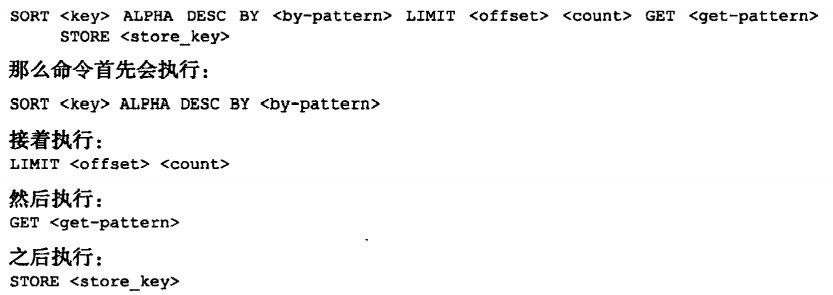 SORT <key> ALPHA DESC BY <by-pattern> LIMIT <offset> <count> GET <get-pattern>
STORE <store_key>
那么命令首先会执行：
SORT <key> ALPHA DESC BY <by-pattern>
接着执行：
LIMIT <offset> <count>
然后执行：
GET <get-pattern>
之后执行：
STORE <store_key>